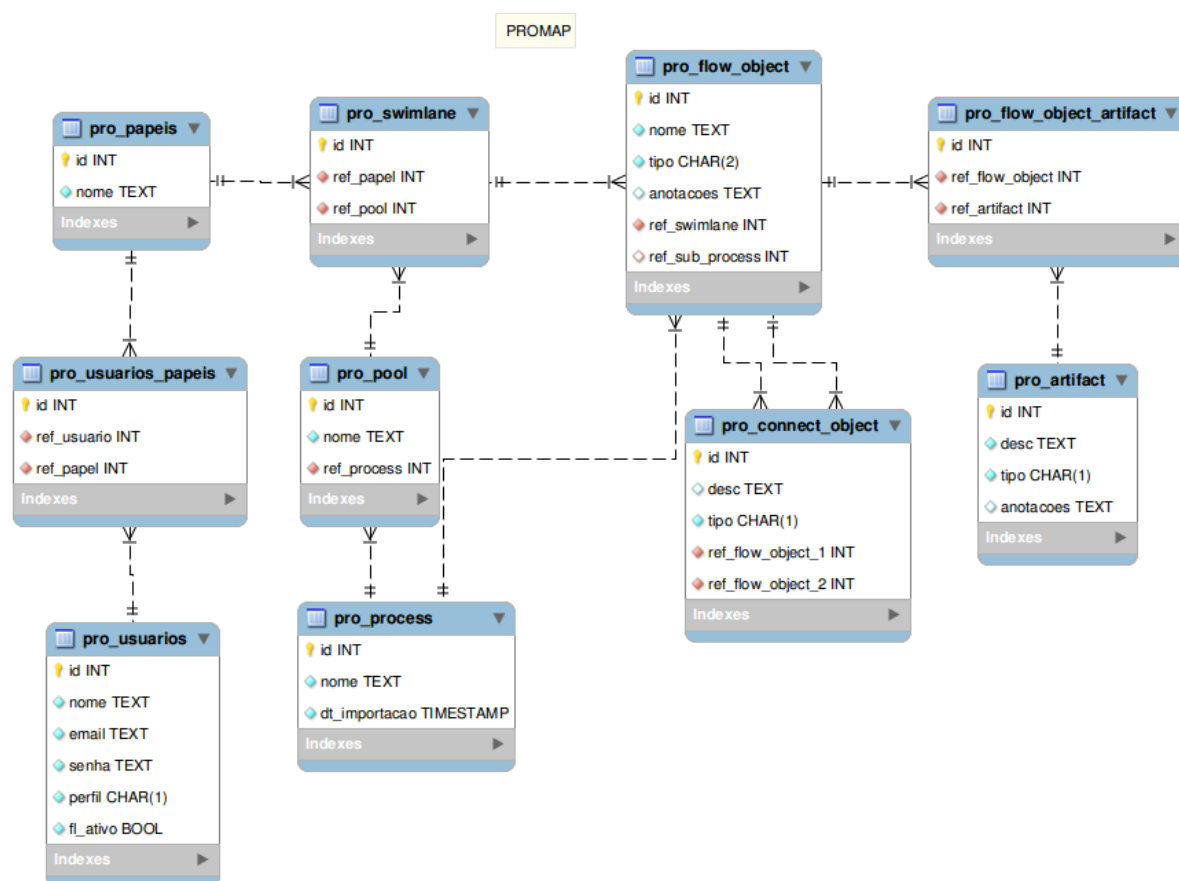 PROMAP
pro_papeis
id INT
nome TEXT
Indexes
pro_swimlane
id INT
ref_papel INT
ref_pool INT
Indexes
pro_flow_object
id INT
nome TEXT
tipo CHAR(2)
anotacoes TEXT
ref_swimlane INT
ref_sub_process INT
Indexes
pro_flow_object_artifact
id INT
ref_flow_object INT
ref_artifact INT
Indexes
pro_usuarios_papeis
id INT
ref_usuario INT
ref_papel INT
Indexes
pro_pool
id INT
nome TEXT
ref_process INT
Indexes
pro_connect_object
id INT
desc TEXT
tipo CHAR(1)
ref_flow_object_1 INT
ref_flow_object_2 INT
Indexes
pro_artifact
id INT
desc TEXT
tipo CHAR(1)
anotacoes TEXT
Indexes
pro_usuarios
id INT
nome TEXT
email TEXT
senha TEXT
perfil CHAR(1)
fl_ativo BOOL
Indexes
pro_process
id INT
nome TEXT
dt_importacao TIMESTAMP
Indexes